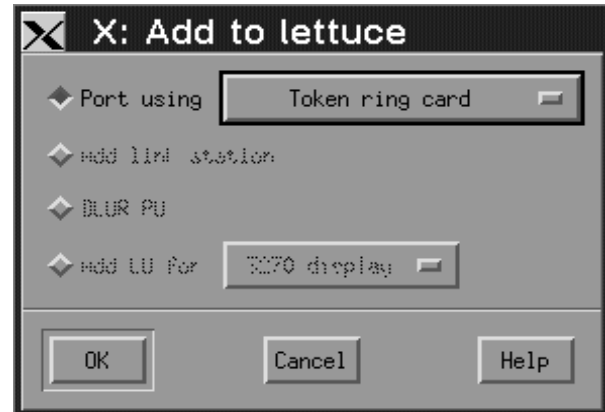 X: Add to lettuce
Port using Token ring card
Add link station
DLUR PU
Add LU for 3270 display
OK Cancel Help